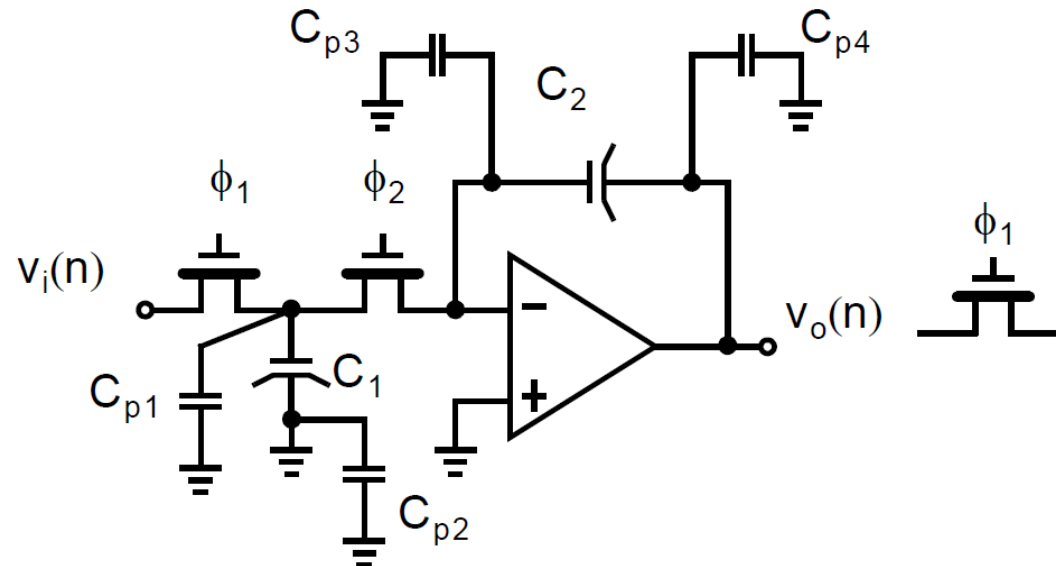 Cp3
Cp4
C2
ϕ1
ϕ2
ϕ1
vi(n)
vo(n)
−
+
C1
Cp1
Cp2